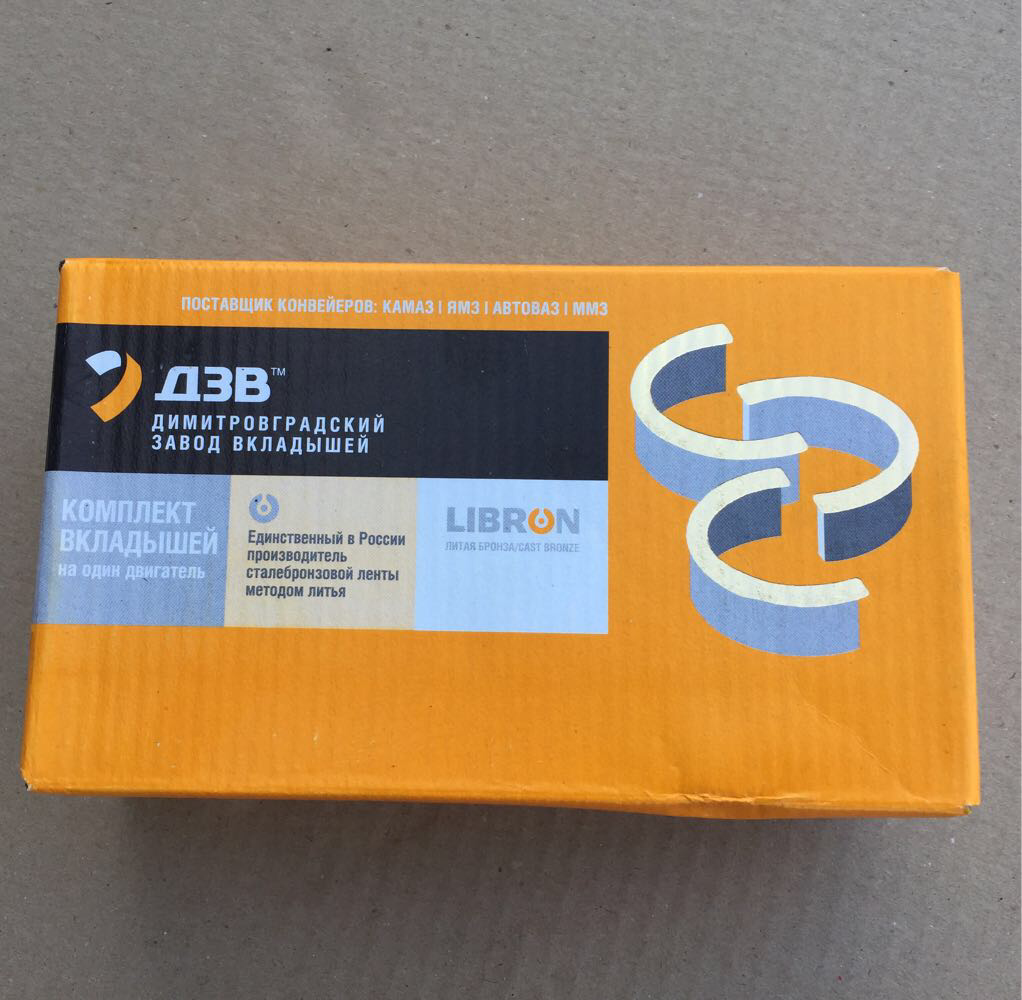 ПОСТАВЩИК КОНВЕЙЕРОВ: КАМАЗ | ЯМЗ | АВТОВАЗ | ММЗ
ДЗВ™
ДИМИТРОВГРАДСКИЙ
ЗАВОД ВКЛАДЫШЕЙ
КОМПЛЕКТ
ВКЛАДЫШЕЙ
на один двигатель
Единственный в России
производитель
сталебронзовой ленты
методом литья
LIBRON
ЛИТАЯ БРОНЗА/CAST BRONZE